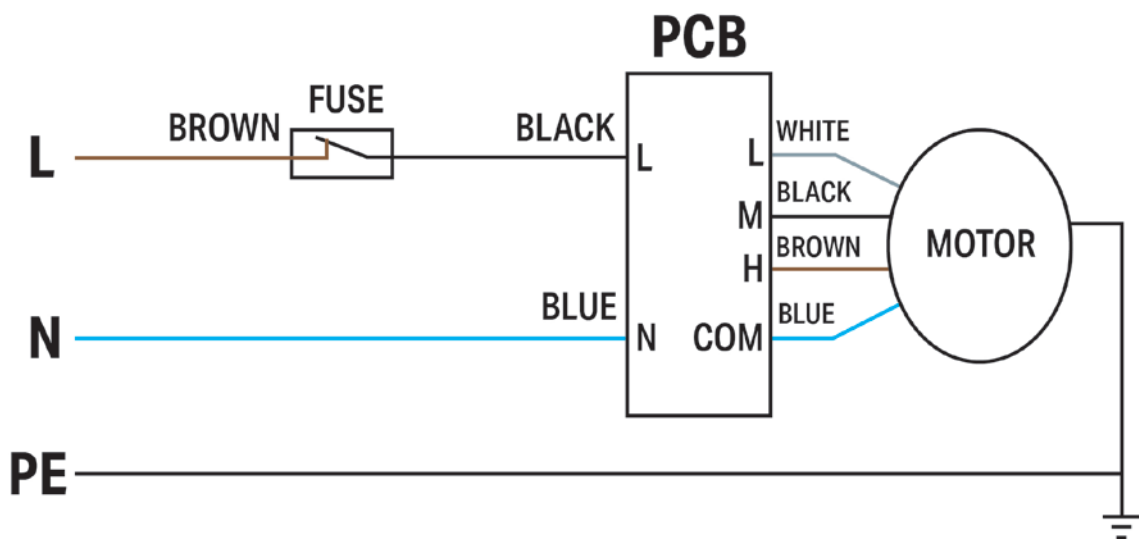 PCB
FUSE
BROWN
BLACK
L
L
L
WHITE
M
BLACK
MOTOR
H
BROWN
BLUE
N
N
COM
BLUE
PE